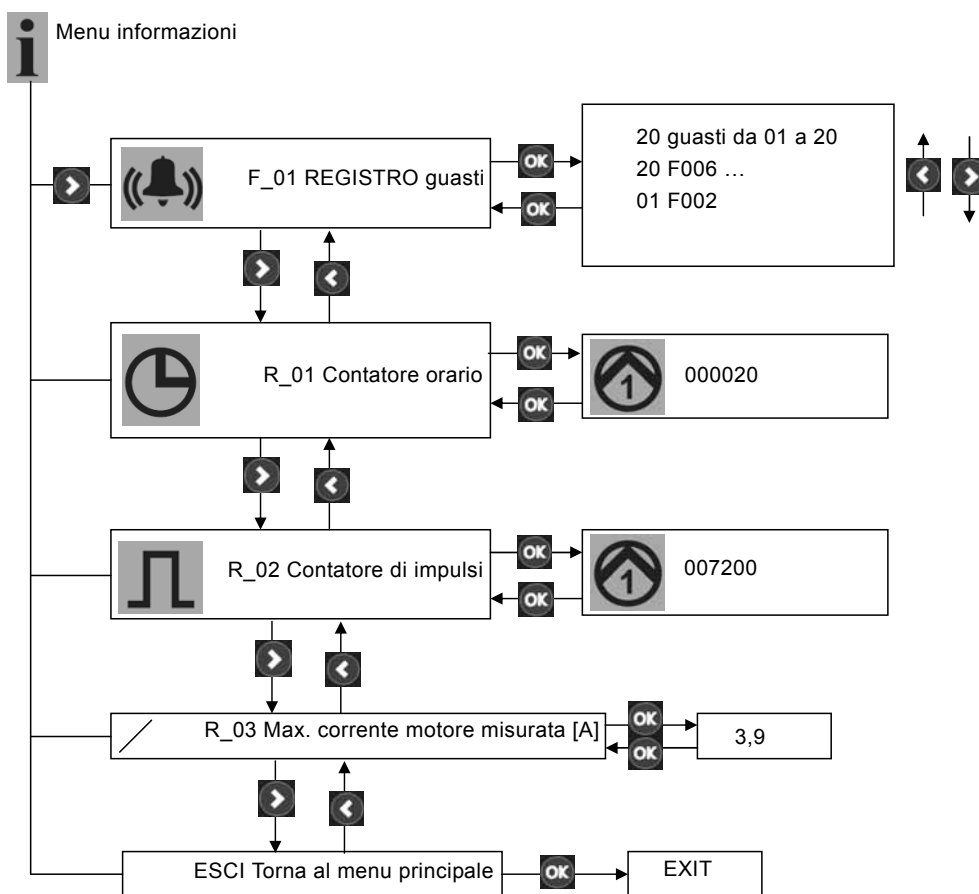 Menu informazioni
F_01 REGISTRO guasti
OK
OK
20 guasti da 01 a 20
20 F006 …
01 F002
R_01 Contatore orario
OK
OK
1
000020
R_02 Contatore di impulsi
OK
OK
1
007200
R_03 Max. corrente motore misurata [A]
OK
OK
3,9
ESCI Torna al menu principale
OK
EXIT